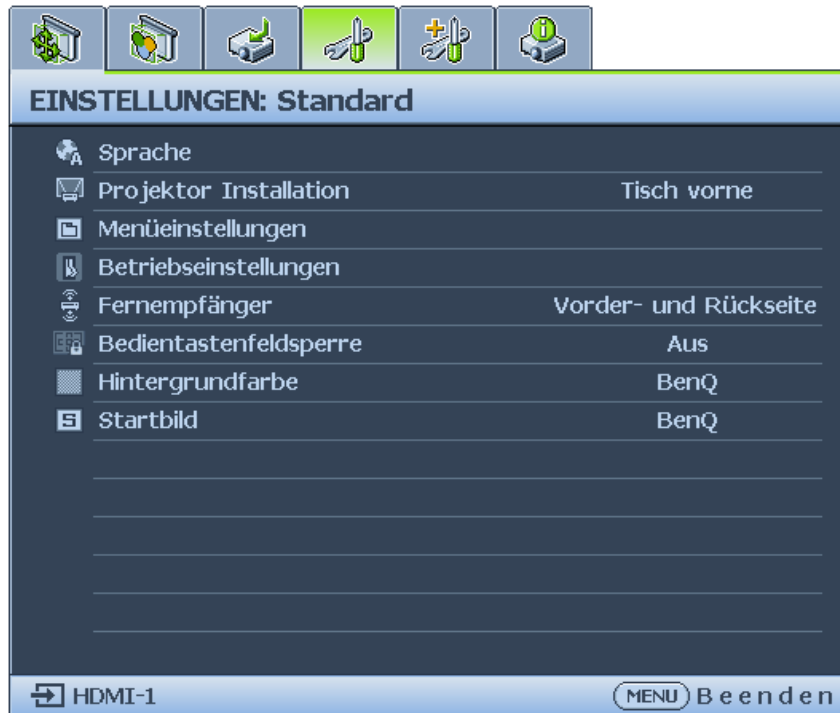 EINSTELLUNGEN: Standard
Sprache
Projektor Installation Tisch vorne
Menüeinstellungen
Betriebseinstellungen
Fernempfänger Vorder- und Rückseite
Bedientastenfeldsperre Aus
Hintergrundfarbe BenQ
Startbild BenQ
HDMI-1 MENU Beenden